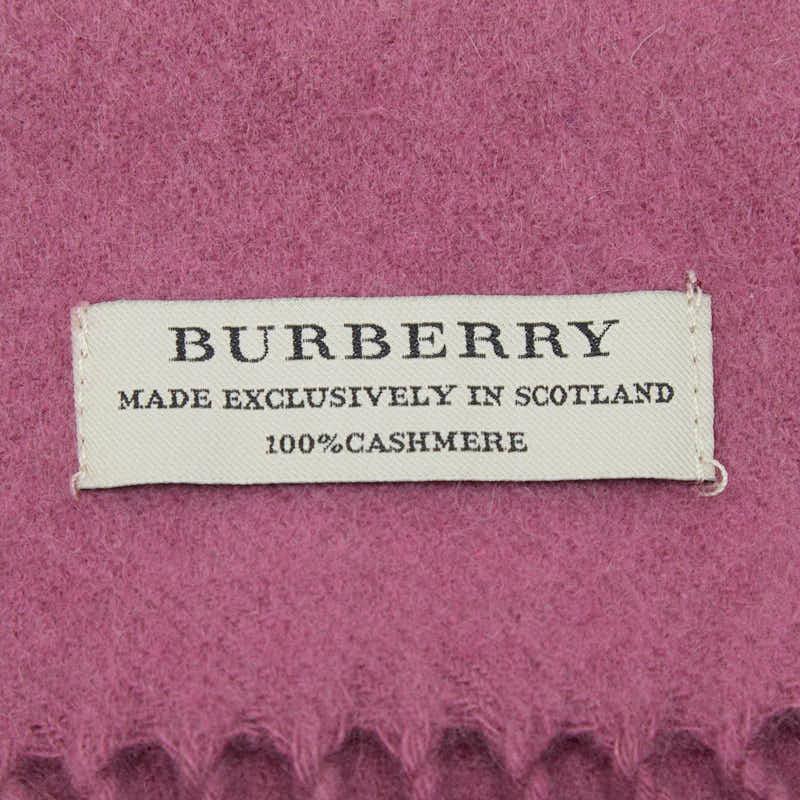 BURBERRY
MADE EXCLUSIVELY IN SCOTLAND
100%CASHMERE